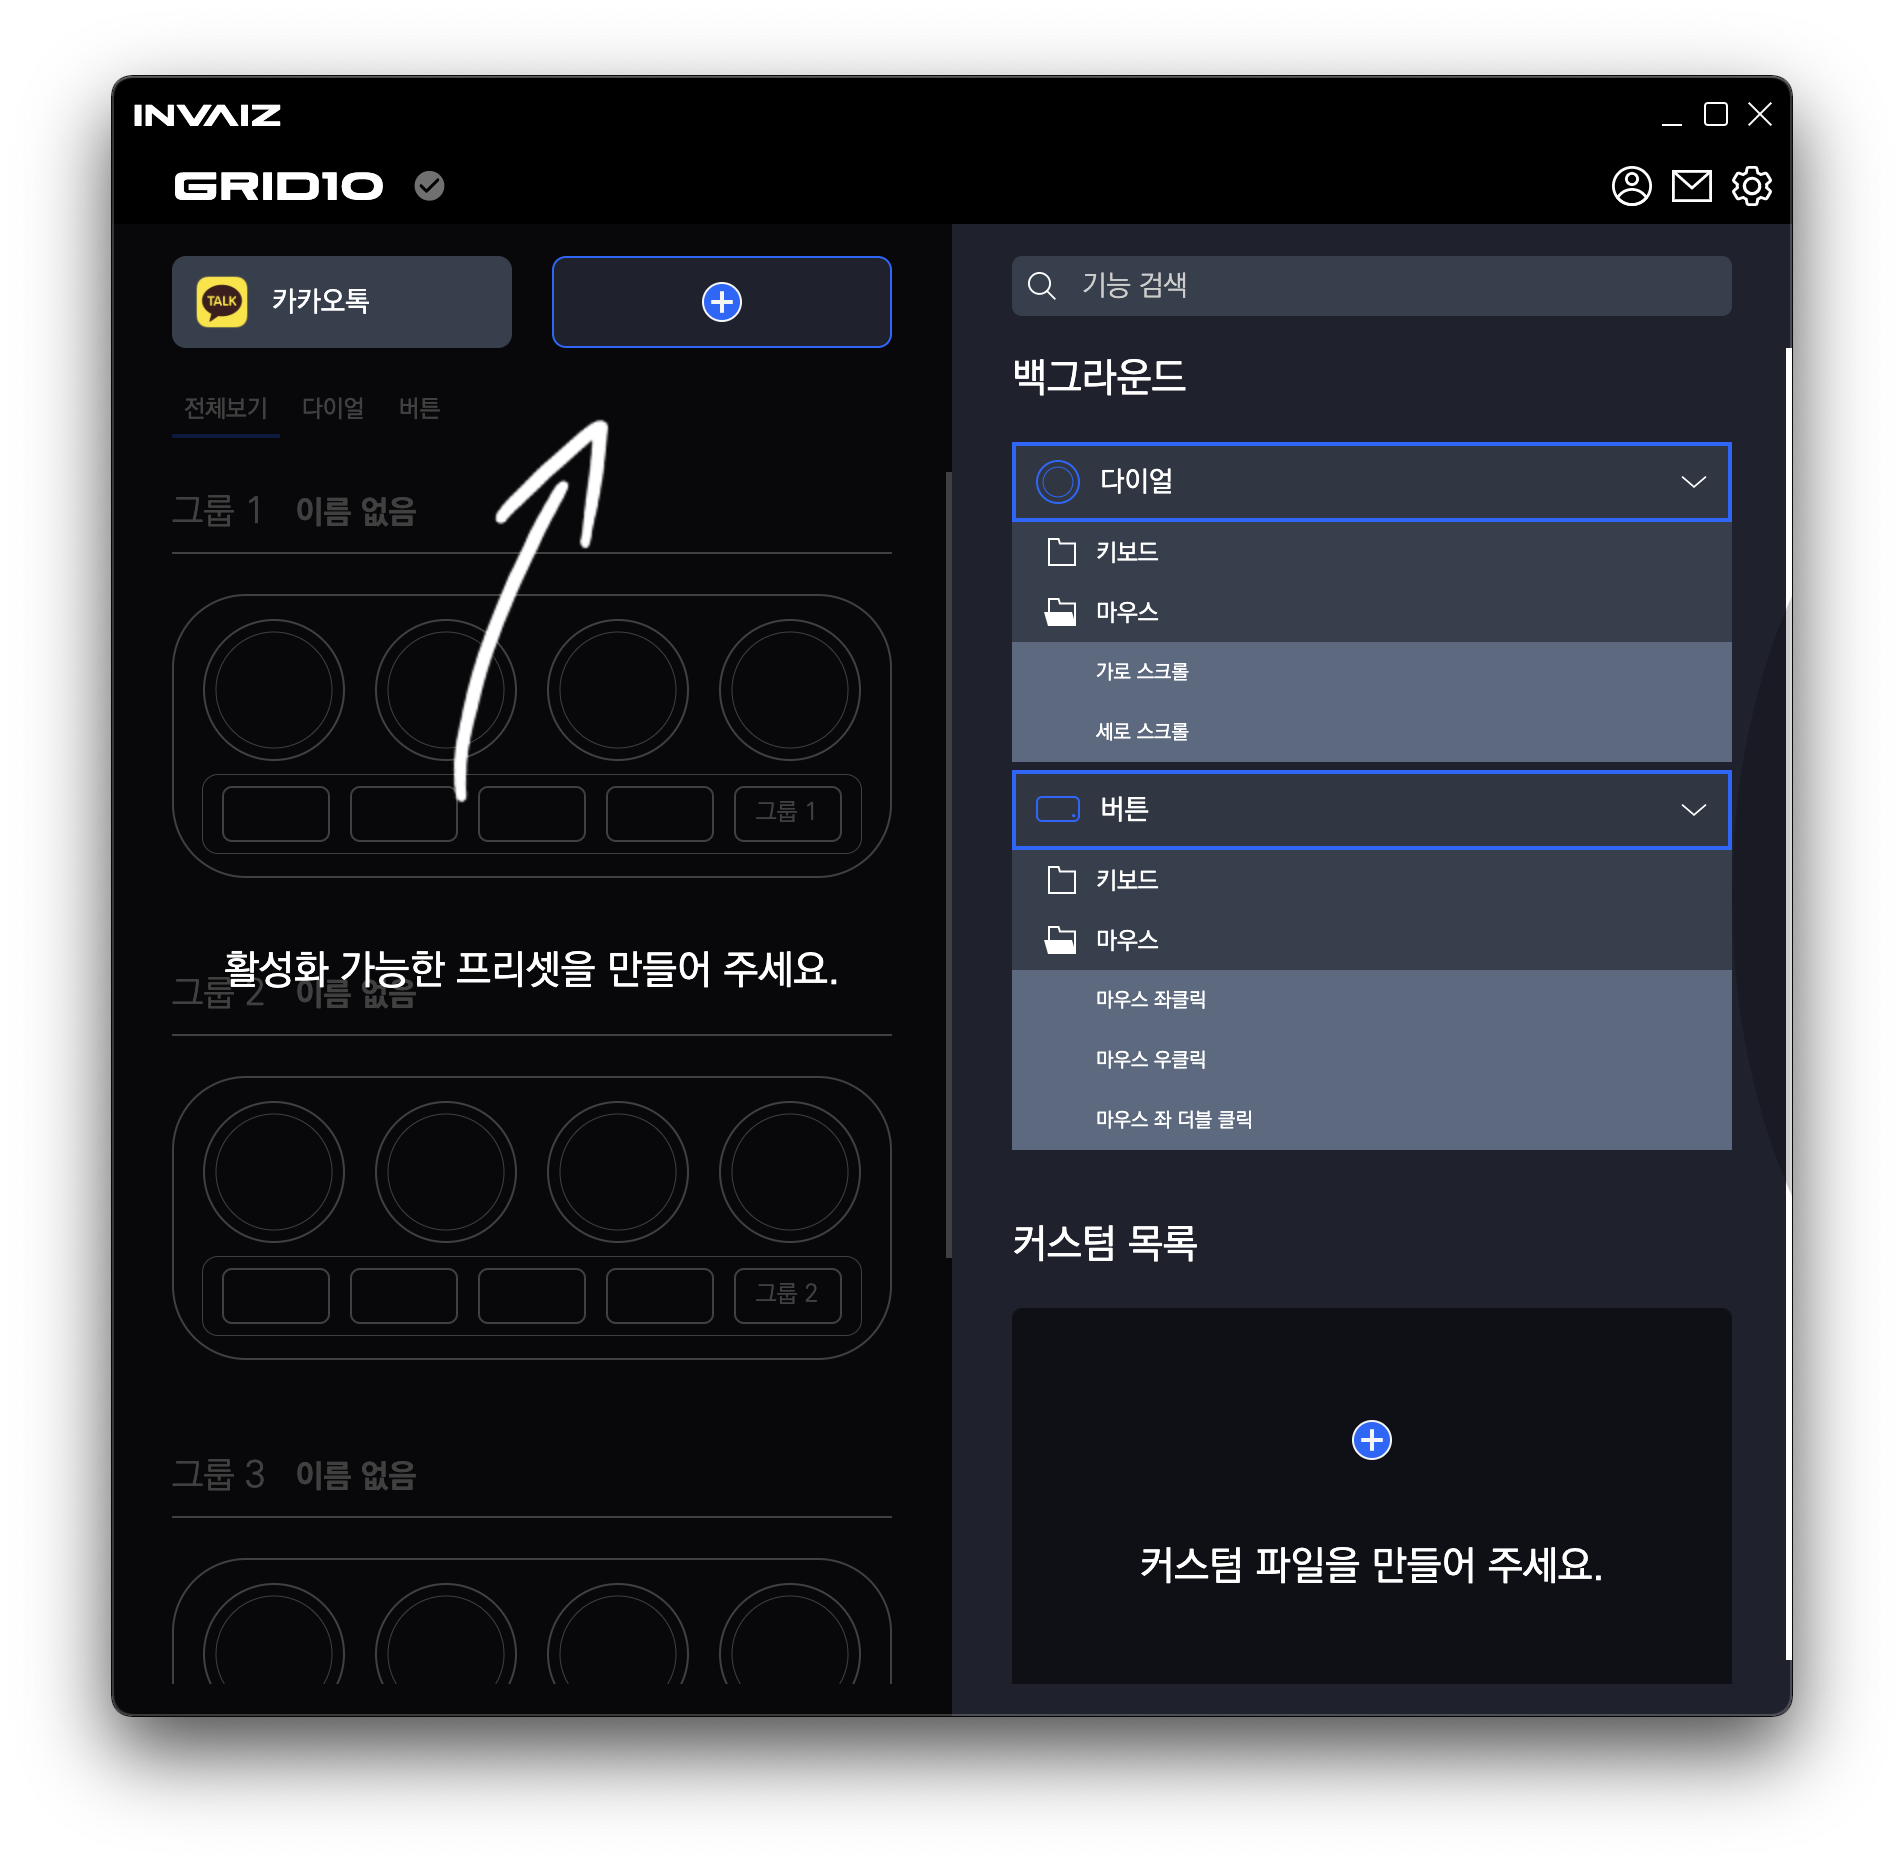 INVAIZ
GRID10
TALK
카카오톡
전체보기 다이얼 버튼
그룹 1 이름 없음
그룹 1
활성화 가능한 프리셋을 만들어 주세요.
그룹 2 이름 없음
그룹 2
그룹 3 이름 없음
기능 검색
백그라운드
다이얼
키보드
마우스
가로 스크롤
세로 스크롤
버튼
키보드
마우스
마우스 좌클릭
마우스 우클릭
마우스 좌 더블 클릭
커스텀 목록
커스텀 파일을 만들어 주세요.